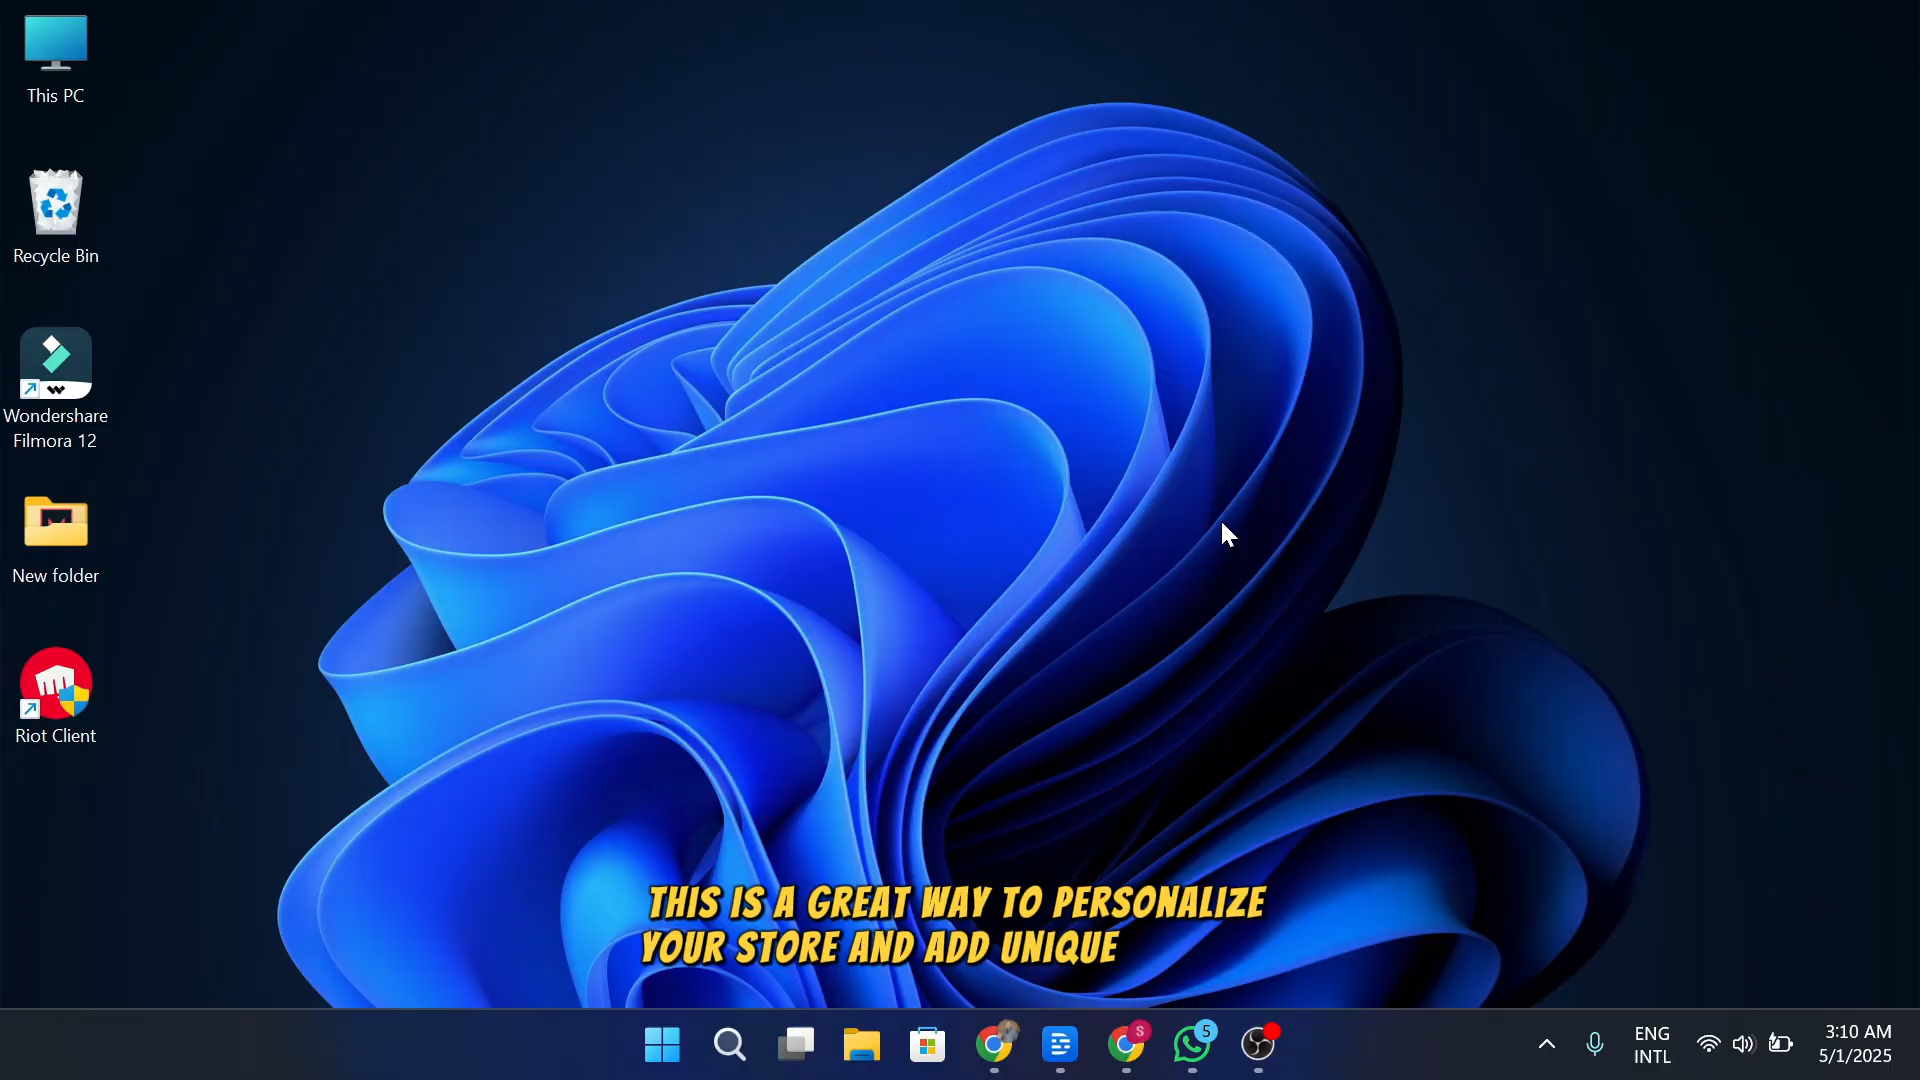 This PC
Recycle Bin
Wondershare
Filmora 12
New folder
Riot Client
THIS IS A GREAT WAY TO PERSONALIZE
YOUR STORE AND ADD UNIQUE
S
5
ENG
INTL
3:10 AM
5/1/2025